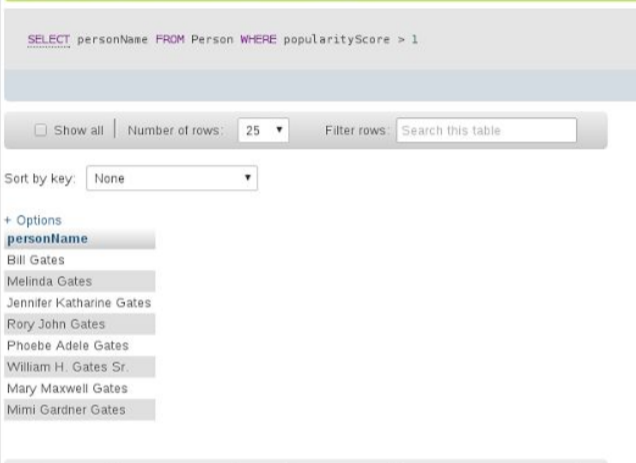 SELECT personName FROM Person WHERE popularityScore > 1
Show all Number of rows: 25 Filter rows: Search this table
Sort by key: None
+ Options
personName
Bill Gates
Melinda Gates
Jennifer Katharine Gates
Rory John Gates
Phoebe Adele Gates
William H. Gates Sr.
Mary Maxwell Gates
Mimi Gardner Gates